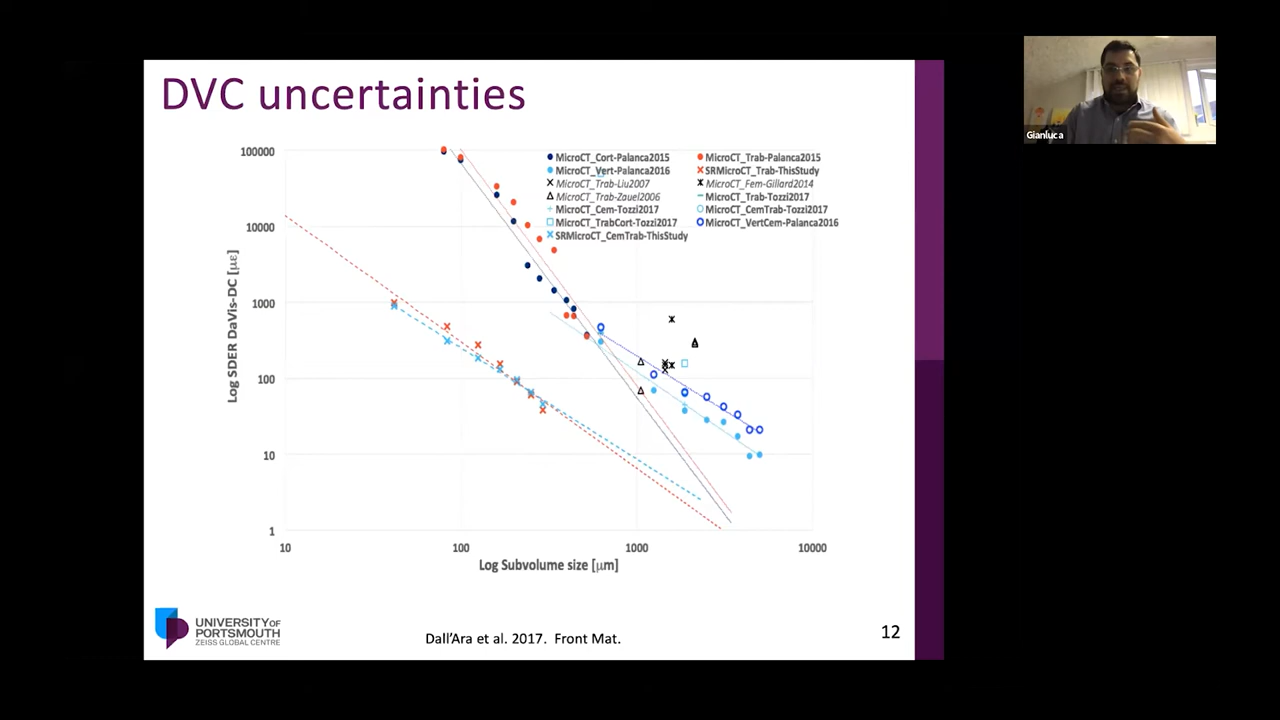 DVC uncertainties
Gianluca
MicroCT_Cort-Palanca2015
MicroCT_Trab-Palanca2015
MicroCT_Vert-Palanca2016
SRMicroCT_Trab-ThisStudy
MicroCT_Trab-Liu2007
MicroCT_Fem-Gillard2014
MicroCT_Trab-Zauel2006
MicroCT_Trab-Tozzi2017
MicroCT_Cem-Tozzi2017
MicroCT_CemTrab-Tozzi2017
MicroCT_TrabCort-Tozzi2017
MicroCT_VertCem-Palanca2016
SRMicroCT_CemTrab-ThisStudy
Log SDER DaVis-DC [με]
100000
10000
1000
100
10
1
10
100
1000
10000
Log Subvolume size [μm]
UNIVERSITY OF
PORTSMOUTH
ZEISS GLOBAL CENTRE
Dall'Ara et al. 2017. Front Mat.
12